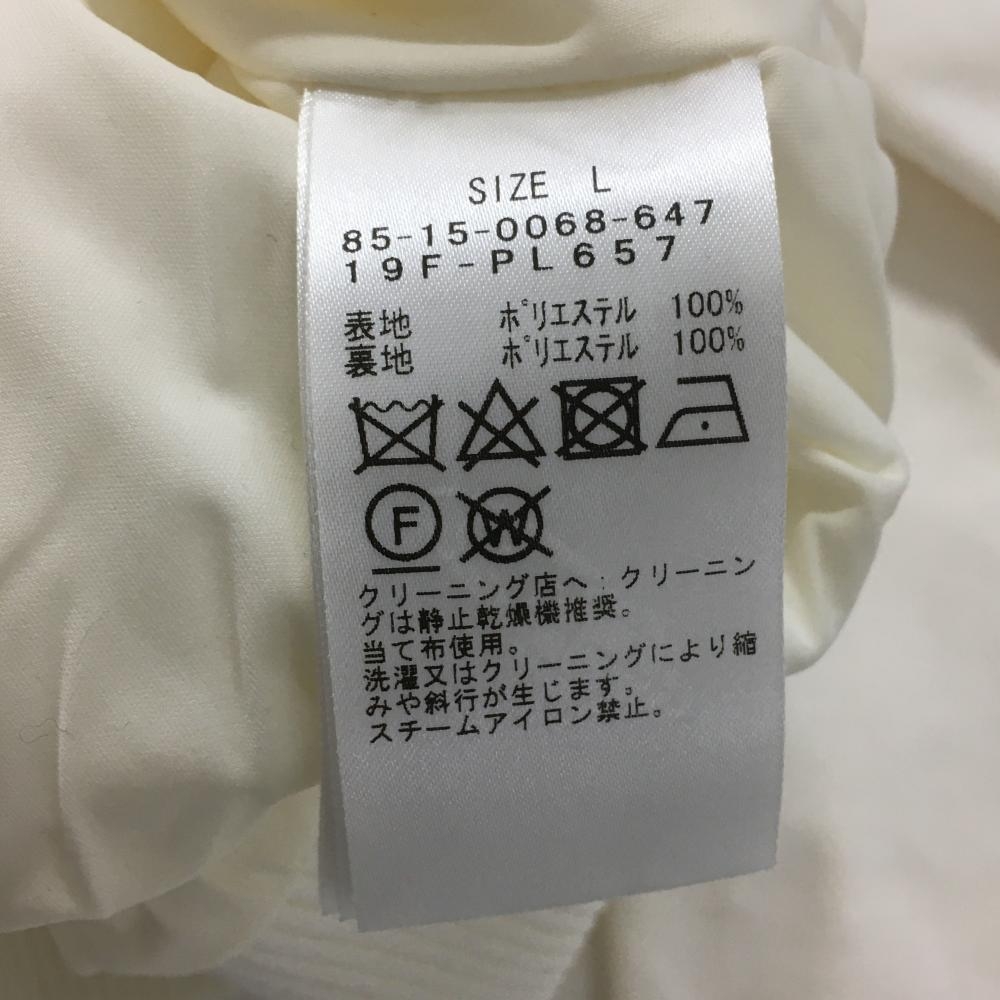 SIZE L
85-15-0068-647
19F-PL657
表地 ポリエステル 100%
裏地 ポリエステル 100%
F
W
クリーニング店へ:クリーニン
グは静止乾燥機推奨。
当て布使用。
洗濯又はクリーニングにより縮
みや斜行が生じます。
スチームアイロン禁止。